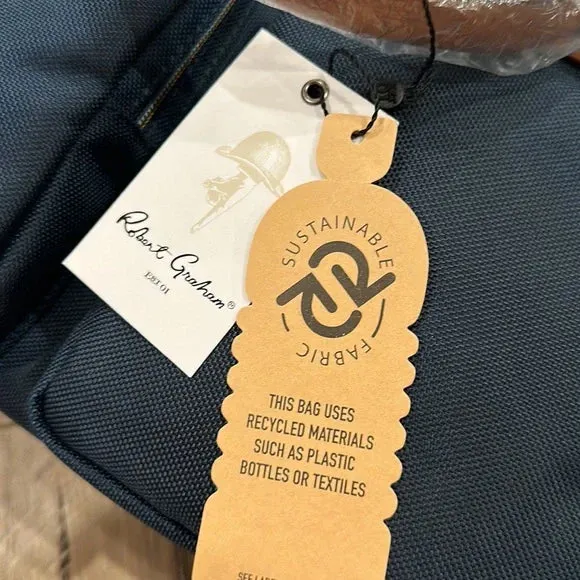 Robert Graham®
EST. 01
SUSTAINABLE
FABRIC
THIS BAG USES
RECYCLED MATERIALS
SUCH AS PLASTIC
BOTTLES OR TEXTILES